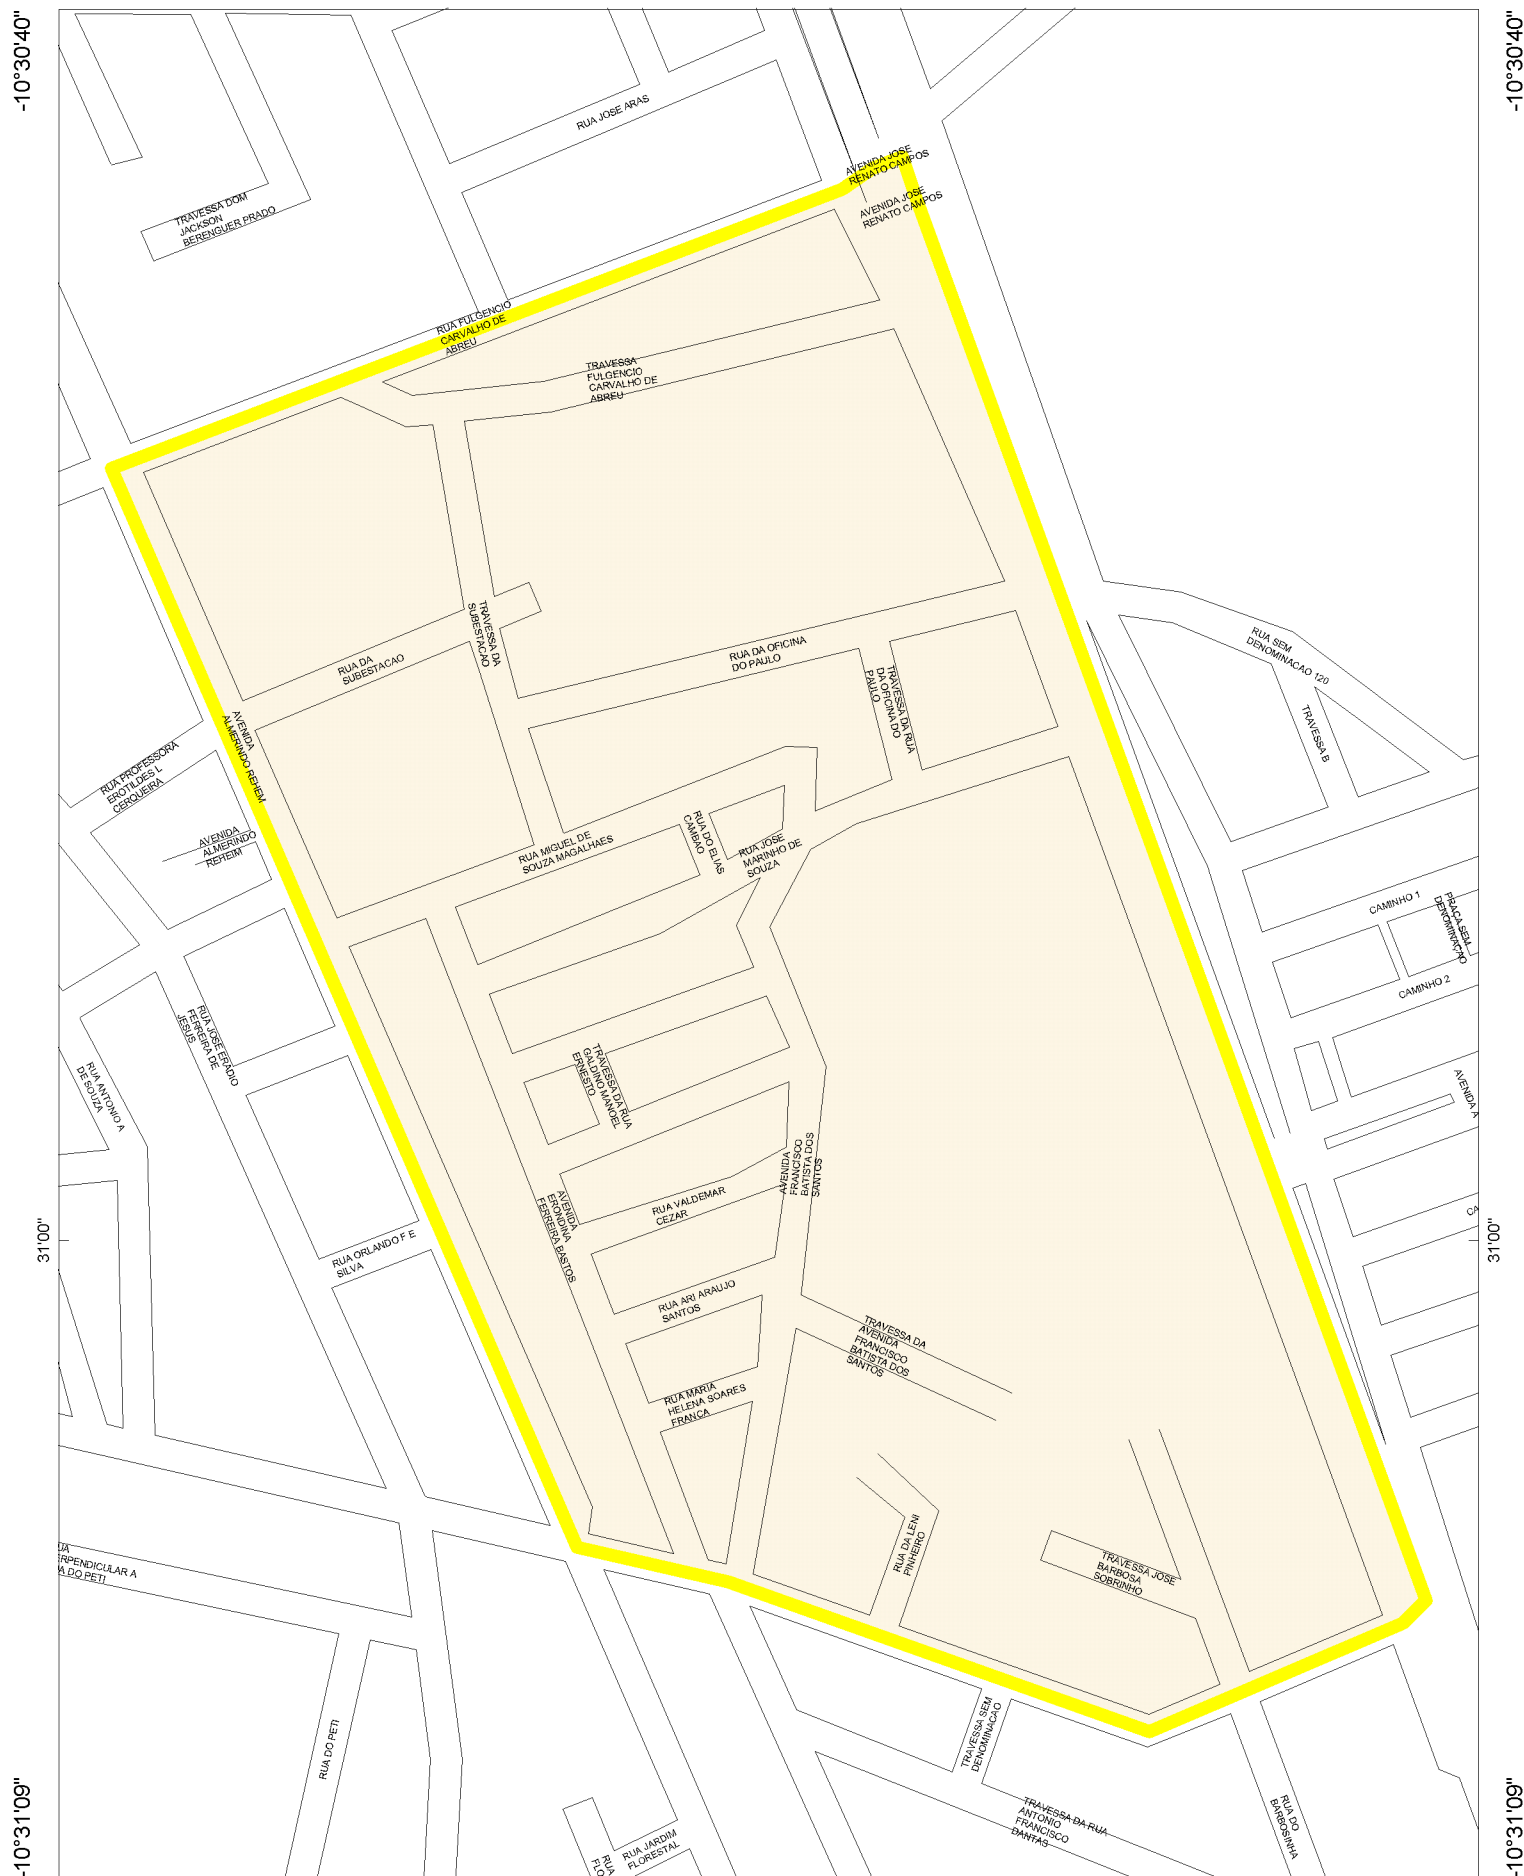 -10°30'40"
-10°30'40"
RUA JOSE ARAS
AVENIDA JOSE
RENATO CAMPOS
AVENIDA JOSE
RENATO CAMPOS
TRAVESSA DOM
JACKSON
BERENGUER PRADO
RUA FULGENCIO
CARVALHO DE
ABREU
TRAVESSA
FULGENCIO
CARVALHO DE
ABREU
TRAVESSA DA
SUBESTACAO
RUA DA
SUBESTACAO
RUA DA OFICINA
DO PAULO
TRAVESSA DA RUA
DA OFICINA DO
PAULO
RUA SEM
DENOMINACAO 120
TRAVESSA B
AVENIDA
ALMERINDO REHEM
RUA PROFESSORA
EROTILDES L
CERQUEIRA
AVENIDA
ALMERINDO
REHEIM
RUA MIGUEL DE
SOUZA MAGALHAES
RUA DO ELIAS
CAMBAO
RUA JOSE
MARINHO DE
SOUZA
CAMINHO 1
PRACA SEM
DENOMINACAO
CAMINHO 2
RUA JOSE ERADIO
FERREIRA DE
JESUS
RUA ANTONIO A
DE SOUZA
TRAVESSA DA RUA
GALDINO MANOEL
ERNESTO
AVENIDA A
AVENIDA
FRANCISCO
BATISTA DOS
SANTOS
AVENIDA
ERONDINA
FERREIRA BASTOS
RUA VALDEMAR
CEZAR
CA
31'00"
31'00"
RUA ORLANDO F E
SILVA
RUA ARI ARAUJO
SANTOS
TRAVESSA DA
AVENIDA
FRANCISCO
BATISTA DOS
SANTOS
RUA MARIA
HELENA SOARES
FRANCA
RUA DA LENI
PINHEIRO
TRAVESSA JOSE
BARBOSA
SOBRINHO
UA
ERPENDICULAR A
A DO PETI
RUA DO PETI
TRAVESSA SEM
DENOMINACAO
TRAVESSA DA RUA
ANTONIO
FRANCISCO
DANTAS
RUA DO
BARBOSINHA
RUA JARDIM
FLORESTAL
RUA
FLO
-10°31'09"
-10°31'09"